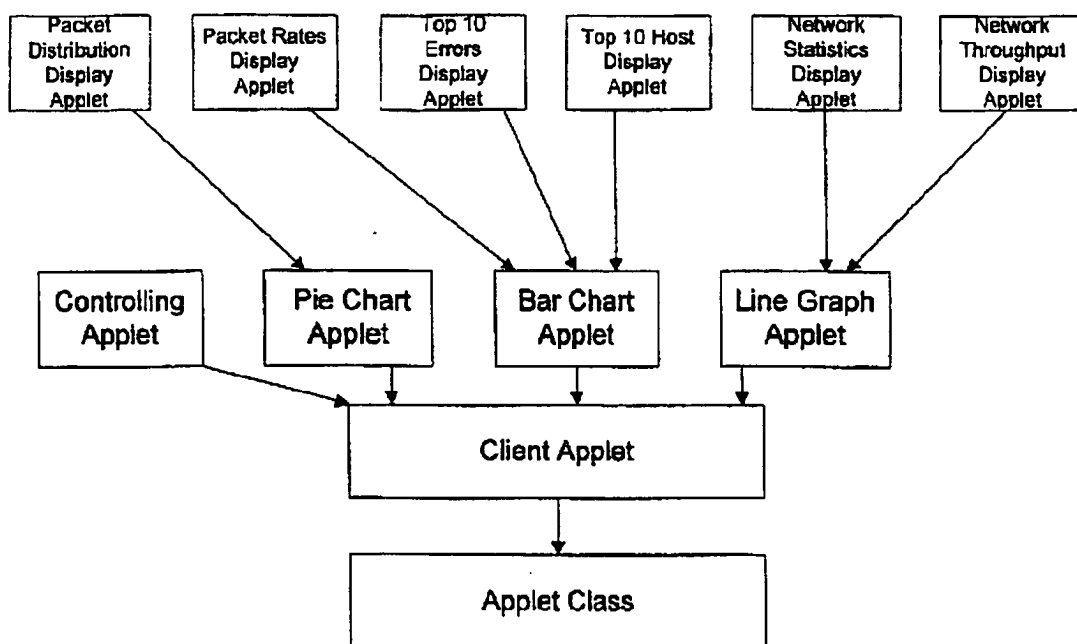 Packet
Distribution
Display
Applet
Packet Rates
Display
Applet
Top 10
Errors
Display
Applet
Top 10 Host
Display
Applet
Network
Statistics
Display
Applet
Network
Throughput
Display
Applet
Controlling
Applet
Pie Chart
Applet
Bar Chart
Applet
Line Graph
Applet
Client Applet
Applet Class